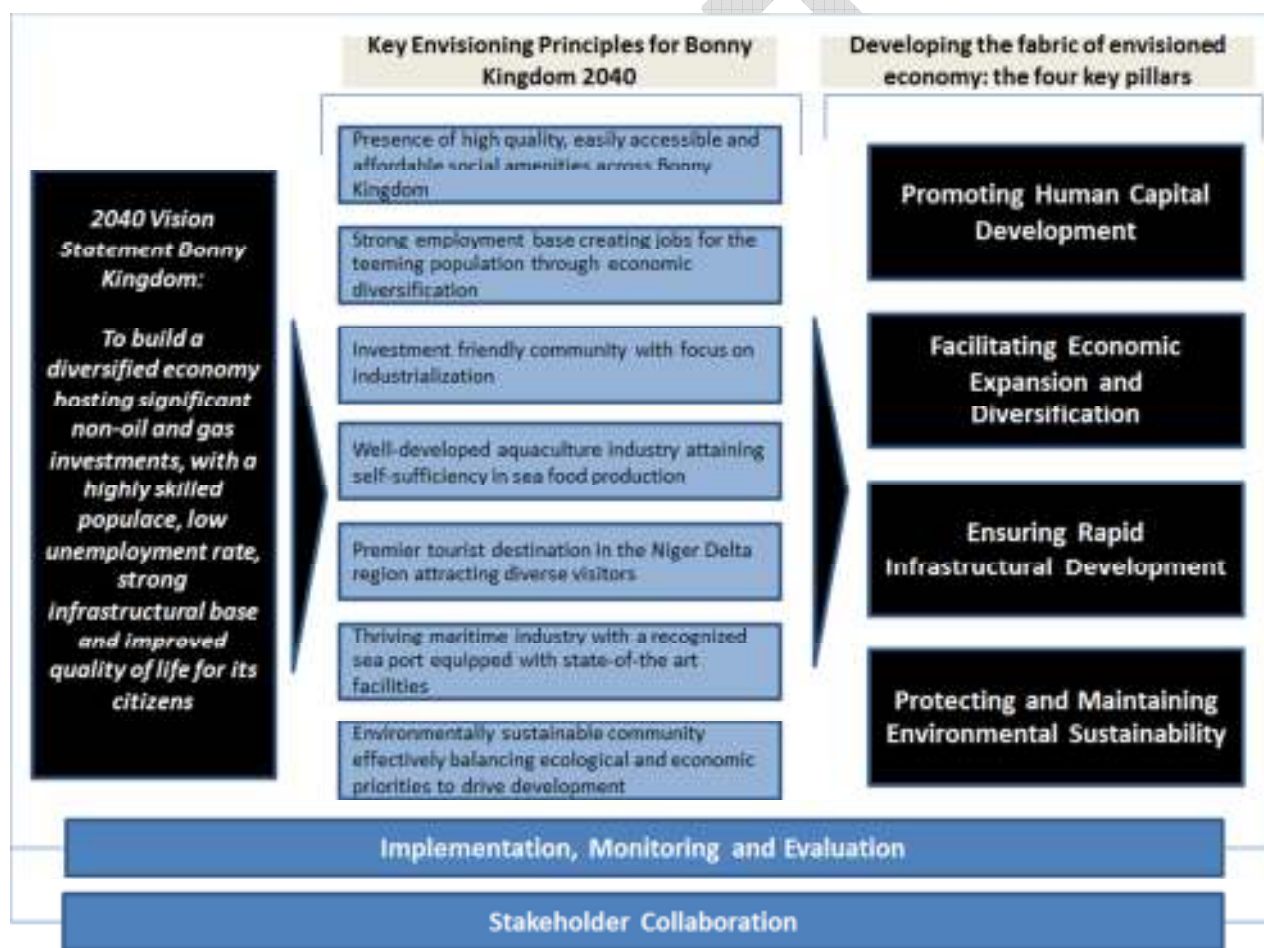 Key Envisioning Principles for Bonny
Kingdom 2040
Developing the fabric of envisioned
economy: the four key pillars
2040 Vision
Statement Bonny
Kingdom:
To build a
diversified economy
hosting significant
non-oil and gas
investments, with a
highly skilled
populace, low
unemployment rate,
strong
infrastructural base
and improved
quality of life for its
citizens
Presence of high quality, easily accessible and
affordable social amenities across Bonny
Kingdom
Strong employment base creating jobs for the
teeming population through economic
diversification
Investment friendly community with focus on
industrialization
Well-developed aquaculture industry attaining
self-sufficiency in sea food production
Premier tourist destination in the Niger Delta
region attracting diverse visitors
Thriving maritime industry with a recognized
sea port equipped with state-of-the art
facilities
Environmentally sustainable community
effectively balancing ecological and economic
priorities to drive development
Promoting Human Capital
Development
Facilitating Economic
Expansion and
Diversification
Ensuring Rapid
Infrastructural Development
Protecting and Maintaining
Environmental Sustainability
Implementation, Monitoring and Evaluation
Stakeholder Collaboration